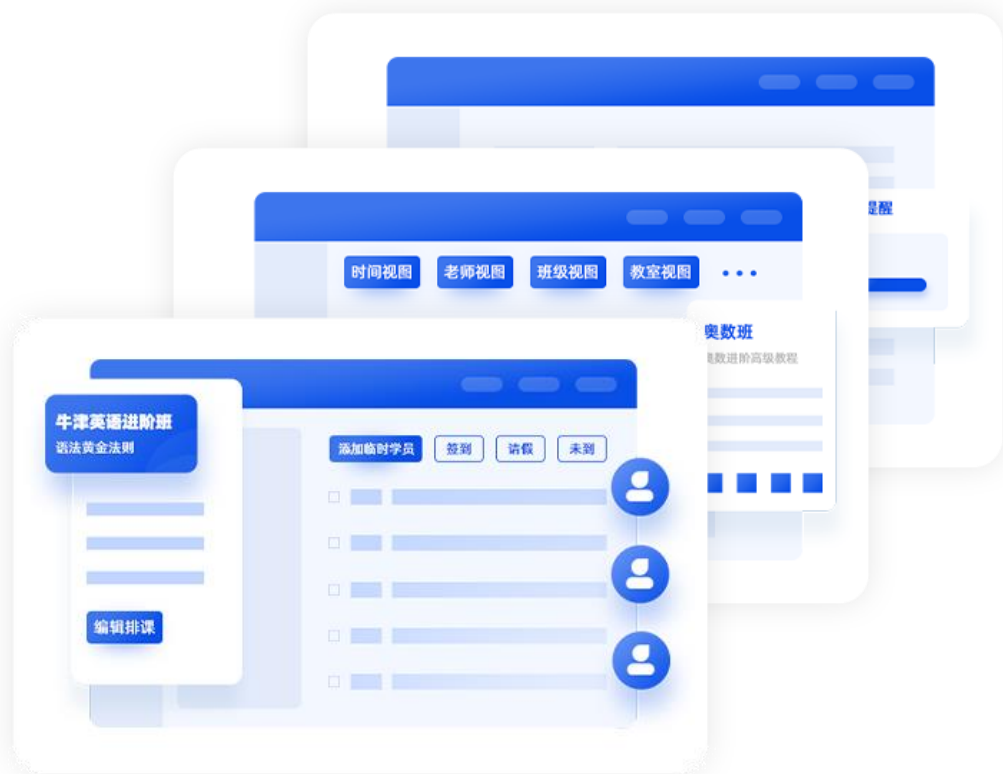 提醒
时间视图 老师视图 班级视图 教室视图
奥数班
奥数进阶高级教程
牛津英语进阶班
语法黄金法则
添加临时学员 签到 请假 未到
编辑排课